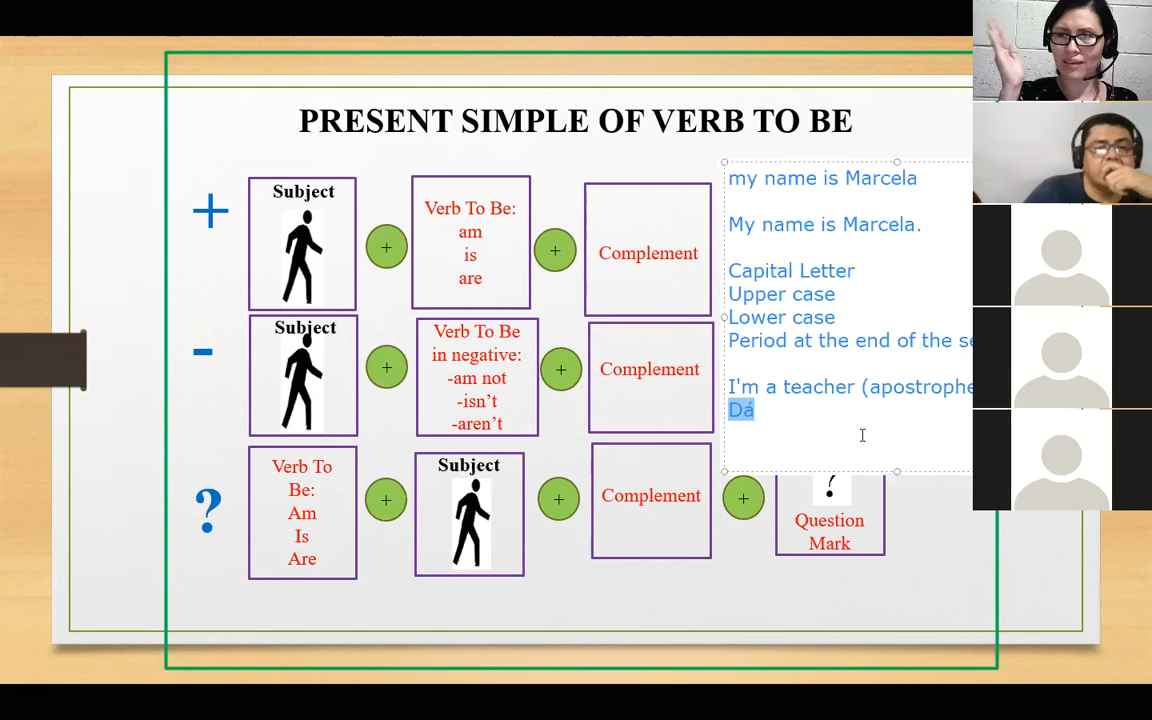 PRESENT SIMPLE OF VERB TO BE
+
Subject
+
Verb To Be:
am
is
are
+
Complement
-
Subject
+
Verb To Be
in negative:
-am not
-isn’t
-aren’t
+
Complement
?
Verb To
Be:
Am
Is
Are
+
Subject
+
Complement
+
?
Question
Mark
my name is Marcela
My name is Marcela.
Capital Letter
Upper case
Lower case
Period at the end of the
I'm a teacher (apostrophe
Dá